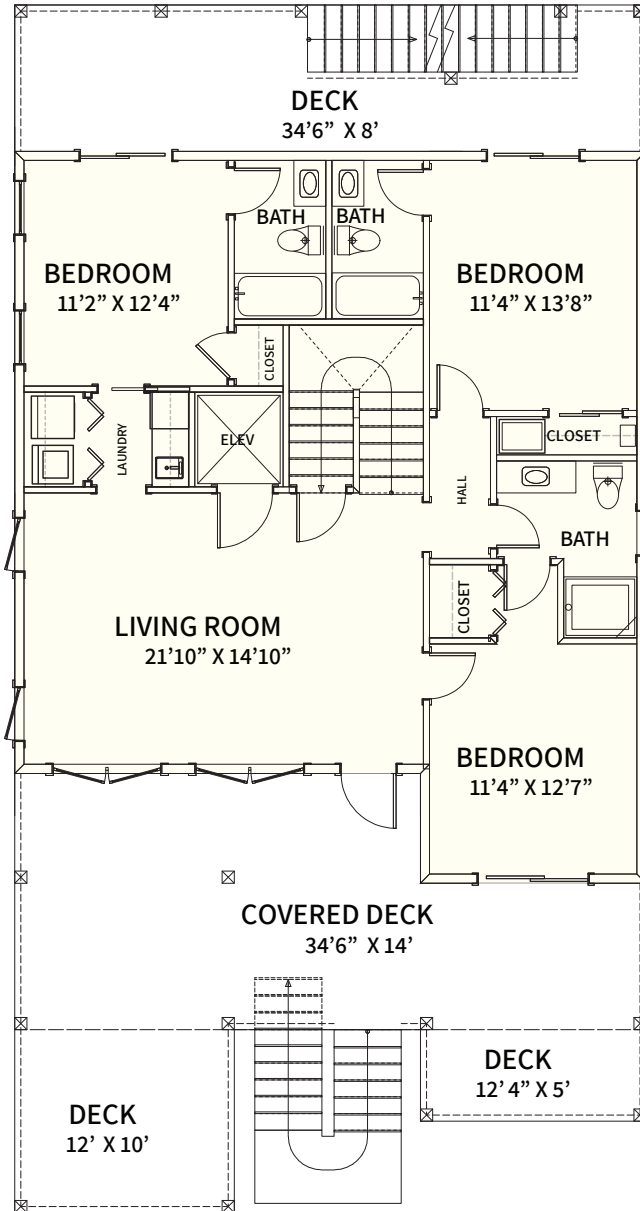 DECK
34'6” X 8'
BATH
BATH
BEDROOM
11'2” X 12'4”
BEDROOM
11'4” X 13'8”
CLOSET
LAUNDRY
ELEV
CLOSET
HALL
BATH
CLOSET
LIVING ROOM
21'10” X 14'10”
BEDROOM
11'4” X 12'7”
COVERED DECK
34'6” X 14'
DECK
12' 4” X 5'
DECK
12' X 10'